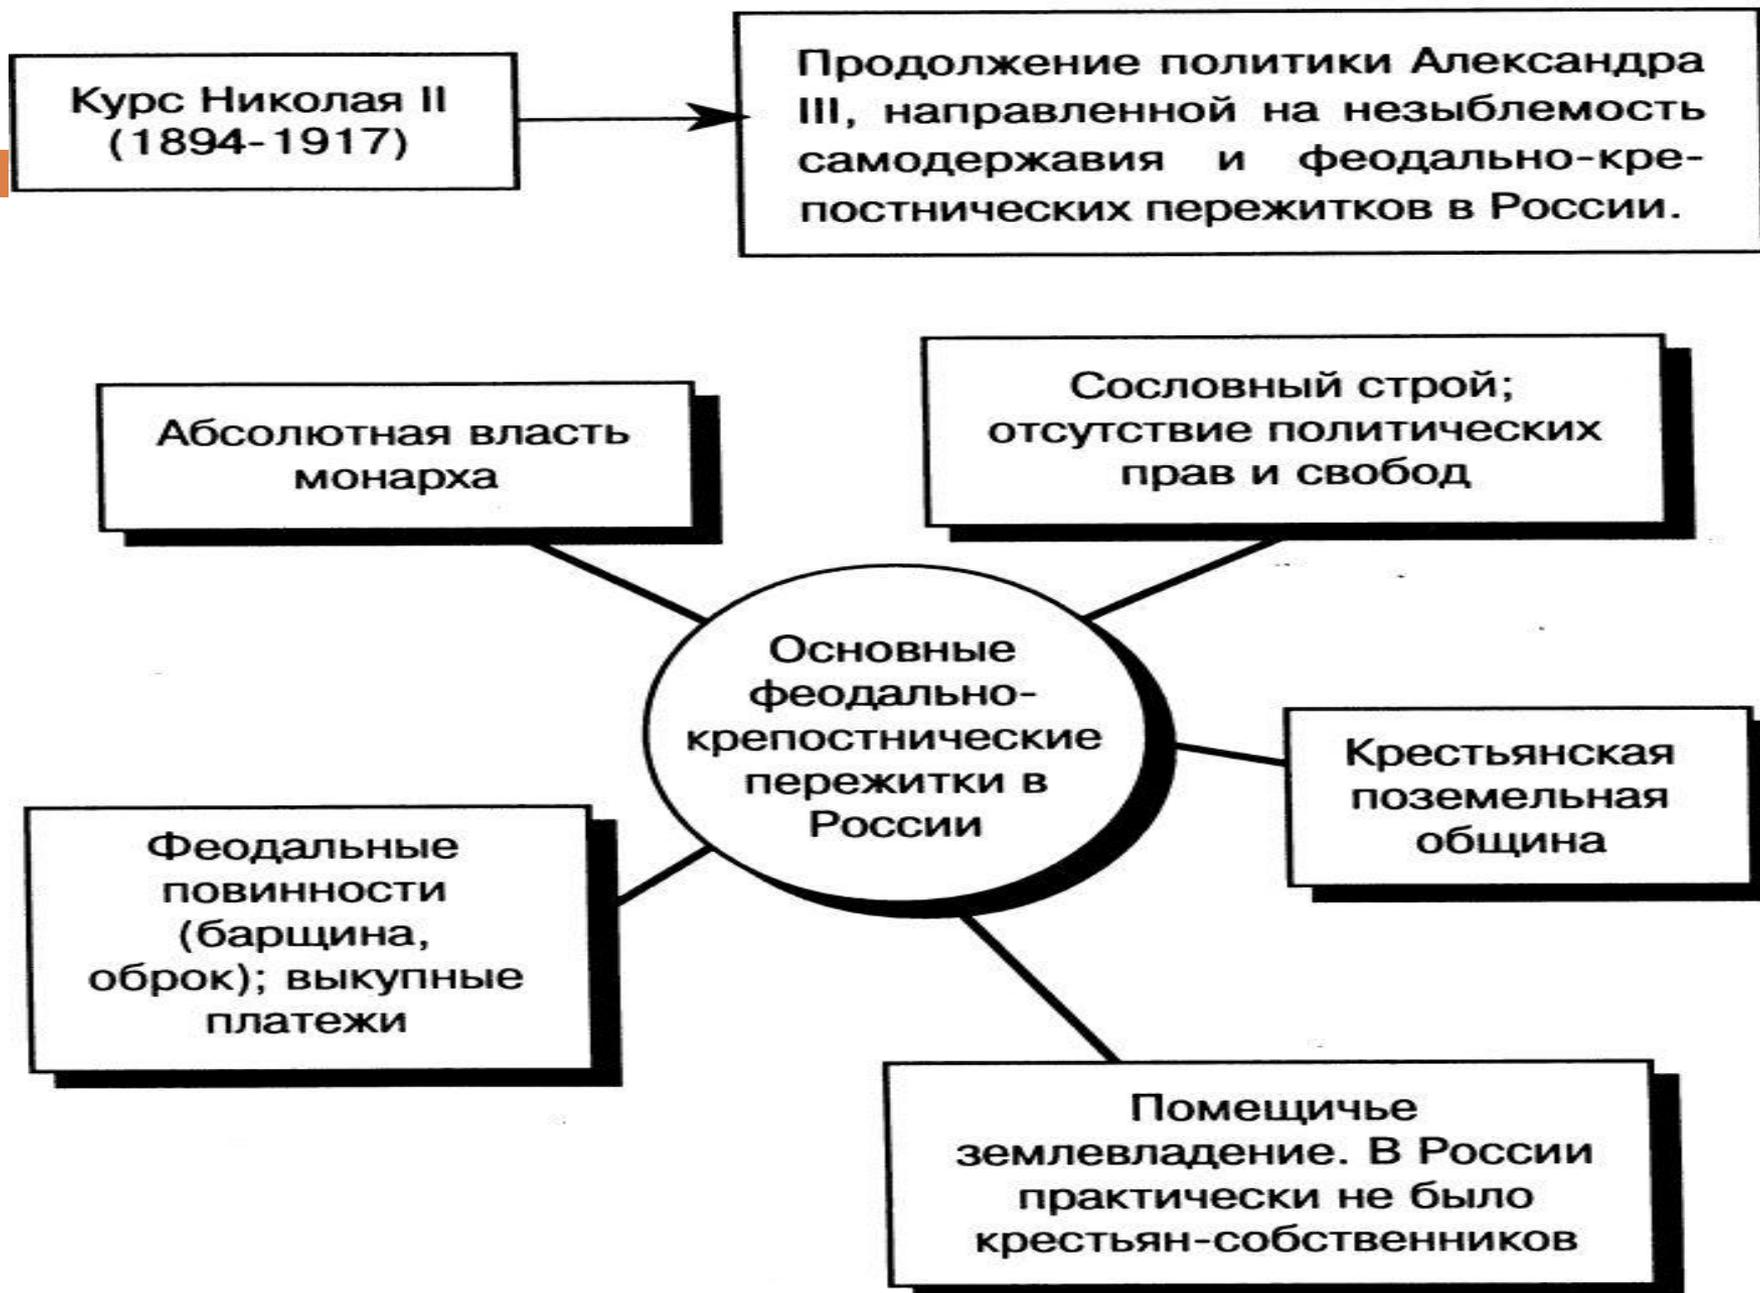 Курс Николая II
(1894-1917)
Продолжение политики Александра
III, направленной на незыблемость
самодержавия и феодально-кре-
постнических пережитков в России.
Абсолютная власть
монарха
Сословный строй;
отсутствие политических
прав и свобод
Основные
феодально-
крепостнические
пережитки в
России
Крестьянская
поземельная
община
Феодальные
повинности
(барщина,
оброк); выкупные
платежи
Помещичье
землевладение. В России
практически не было
крестьян-собственников